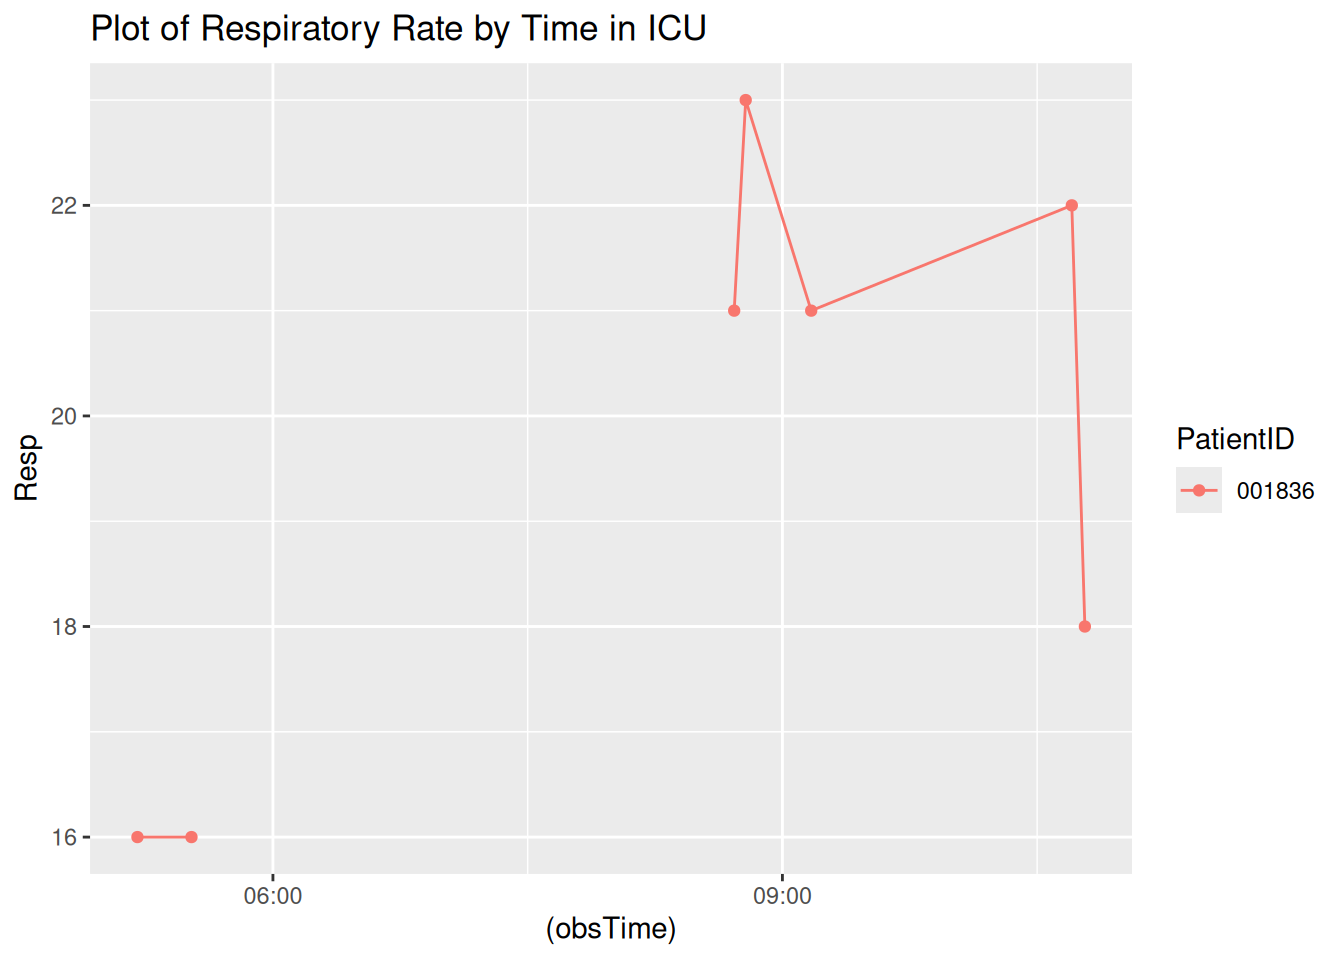 Plot of Respiratory Rate by Time in ICU
22
20
18
16
Resp
06:00
09:00
(obsTime)
PatientID
001836